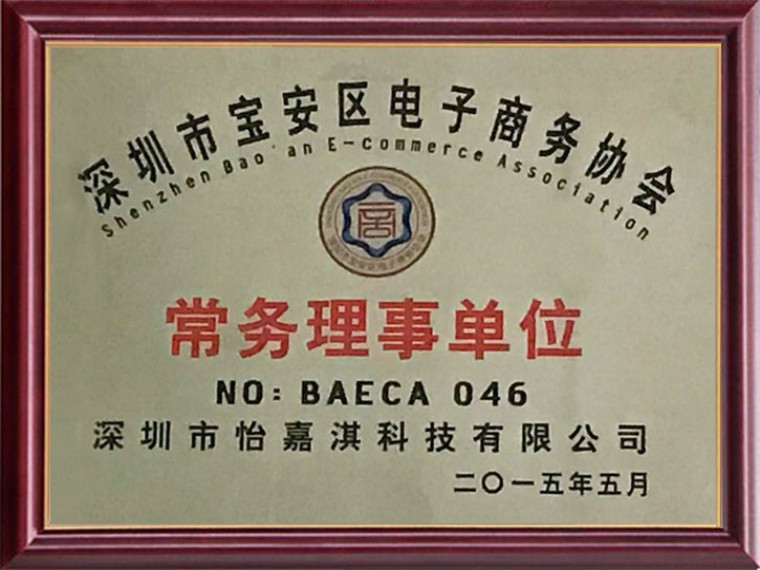 深圳市宝安区电子商务协会
Shenzhen Bao'an E-commerce Association
常务理事单位
NO: BAECA 046
深圳市怡嘉淇科技有限公司
二〇一五年五月